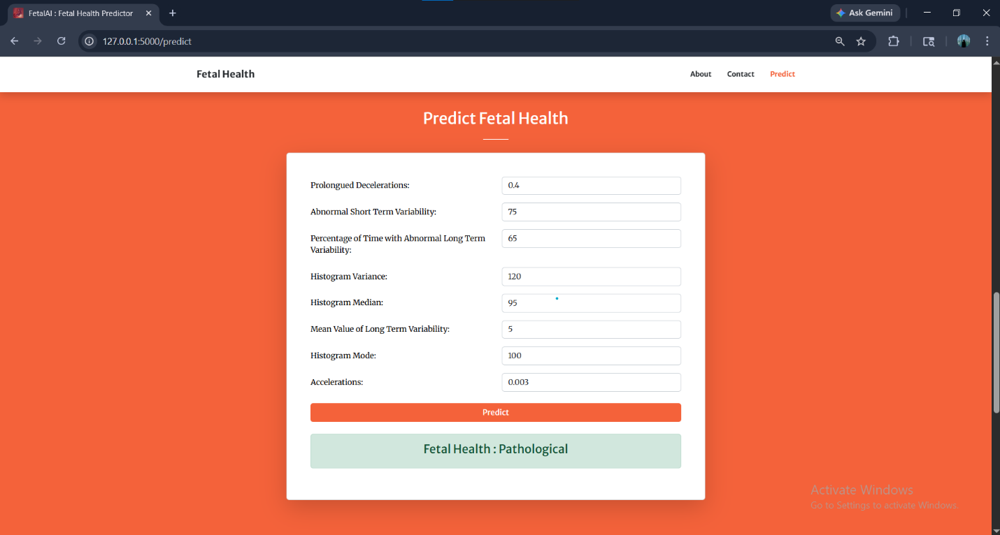 FetalAI : Fetal Health Predictor
Ask Gemini
127.0.0.1:5000/predict
Fetal Health
About
Contact
Predict
Predict Fetal Health
Prolongued Decelerations:
0.4
Abnormal Short Term Variability:
75
Percentage of Time with Abnormal Long Term
Variability:
65
Histogram Variance:
120
Histogram Median:
95
Mean Value of Long Term Variability:
5
Histogram Mode:
100
Accelerations:
0.003
Predict
Fetal Health : Pathological
Activate Windows
Go to Settings to activate Windows.